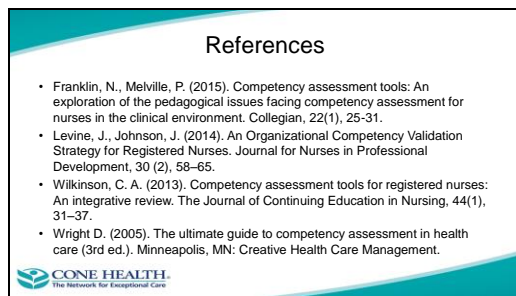 References
• Franklin, N., Melville, P. (2015). Competency assessment tools: An
exploration of the pedagogical issues facing competency assessment for
nurses in the clinical environment. Collegian, 22(1), 25-31.
• Levine, J., Johnson, J. (2014). An Organizational Competency Validation
Strategy for Registered Nurses. Journal for Nurses in Professional
Development, 30 (2), 58–65.
• Wilkinson, C. A. (2013). Competency assessment tools for registered nurses:
An integrative review. The Journal of Continuing Education in Nursing, 44(1),
31–37.
• Wright D. (2005). The ultimate guide to competency assessment in health
care (3rd ed.). Minneapolis, MN: Creative Health Care Management.
CONE HEALTH®
The Network for Exceptional Care